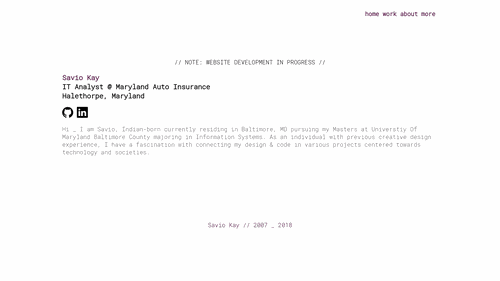 home work about more
// NOTE: WEBSITE DEVELOPMENT IN PROGRESS //
Savio Kay
IT Analyst @ Maryland Auto Insurance
Halethorpe, Maryland
in
Hi _ I am Savio, Indian-born currently residing in Baltimore, MD pursuing my Masters at Universtiy Of
Maryland Baltimore County majoring in Information Systems. As an individual with previous creative design
experience, I have a fascination with connecting my design & code in various projects centered towards
technology and societies.
Savio Kay // 2007 _ 2018